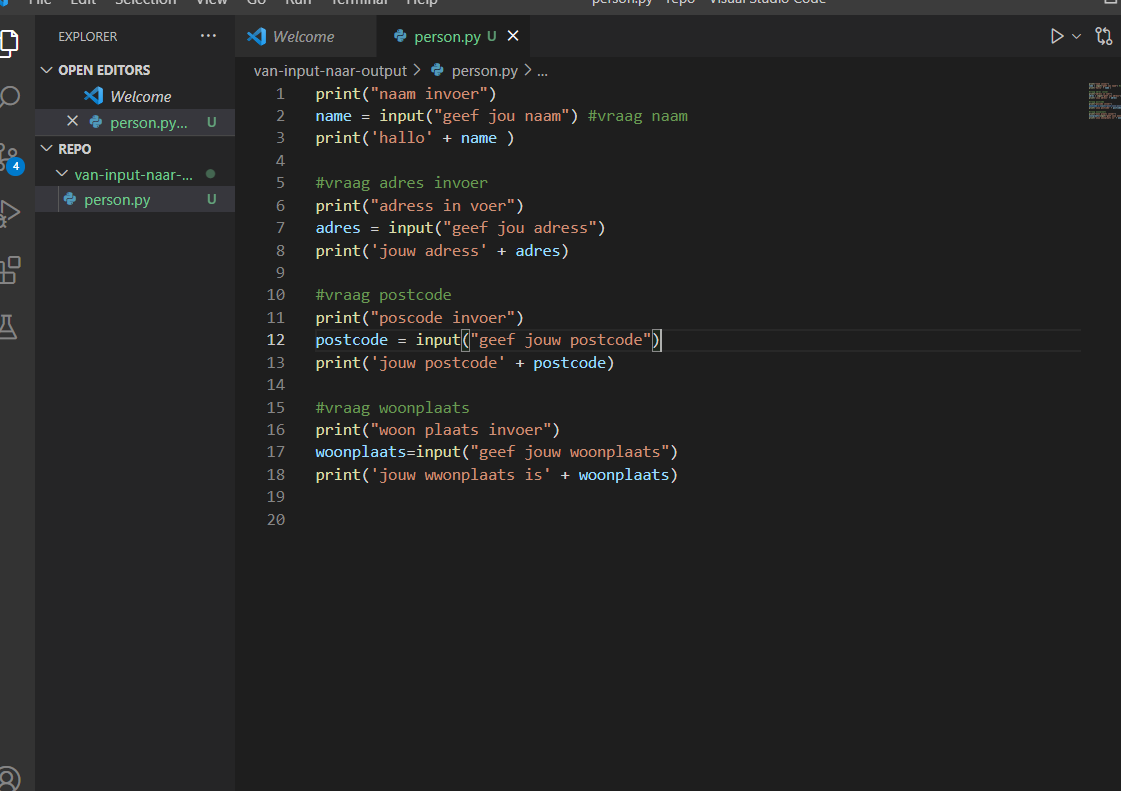 File Edit Selection View Go Run Terminal Help person.py - repo - Visual Studio Code
EXPLORER ...
OPEN EDITORS
Welcome
person.py... U
REPO
van-input-naar-...
person.py U
4
Welcome person.py U
van-input-naar-output > person.py > ...
1 print("naam invoer")
2 name = input("geef jou naam") #vraag naam
3 print('hallo' + name )
4
5 #vraag adres invoer
6 print("adress in voer")
7 adres = input("geef jou adress")
8 print('jouw adress' + adres)
9
10 #vraag postcode
11 print("poscode invoer")
12 postcode = input("geef jouw postcode")
13 print('jouw postcode' + postcode)
14
15 #vraag woonplaats
16 print("woon plaats invoer")
17 woonplaats=input("geef jouw woonplaats")
18 print('jouw wwonplaats is' + woonplaats)
19
20